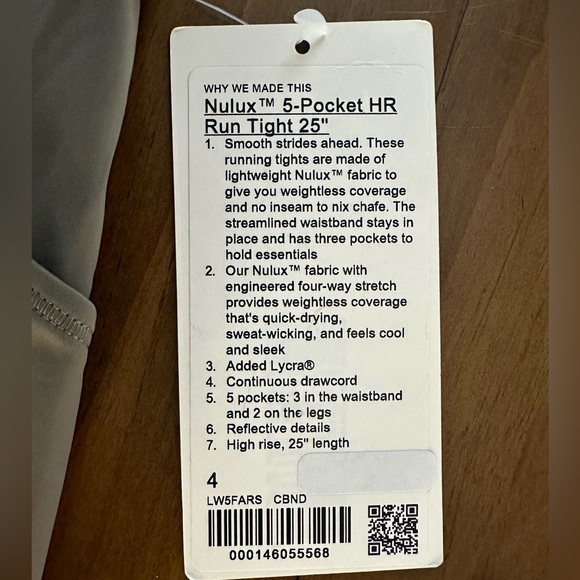 WHY WE MADE THIS
Nulux™ 5-Pocket HR
Run Tight 25"
1. Smooth strides ahead. These
running tights are made of
lightweight Nulux™ fabric to
give you weightless coverage
and no inseam to nix chafe. The
streamlined waistband stays in
place and has three pockets to
hold essentials
2. Our Nulux™ fabric with
engineered four-way stretch
provides weightless coverage
that's quick-drying,
sweat-wicking, and feels cool
and sleek
3. Added Lycra®
4. Continuous drawcord
5. 5 pockets: 3 in the waistband
and 2 on the legs
6. Reflective details
7. High rise, 25" length
4
LW5FARS CBND
000146055568